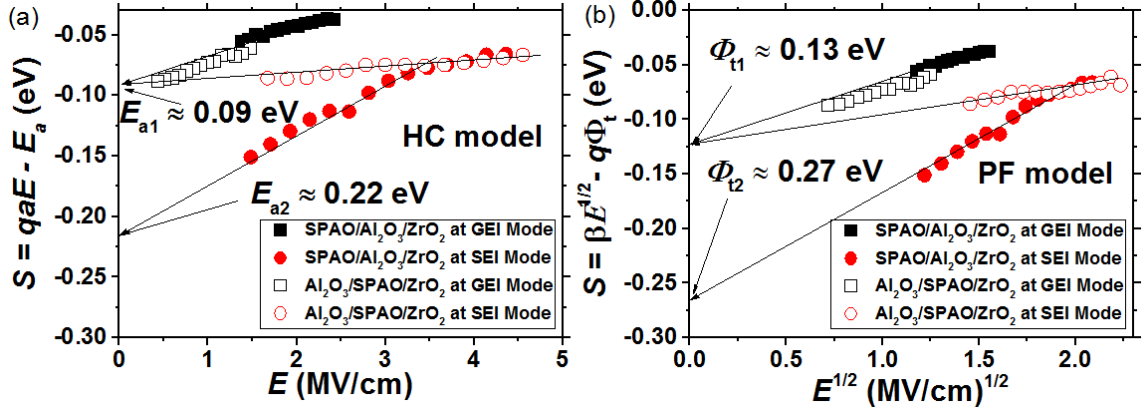 (a)
-0.05
-0.10
-0.15
-0.20
-0.25
-0.30
0
1
2
3
4
5
S = qaE - Eₐ (eV)
E (MV/cm)
Eₐ₁ ≈ 0.09 eV
HC model
Eₐ₂ ≈ 0.22 eV
SPAO/Al₂O₃/ZrO₂ at GEI Mode
SPAO/Al₂O₃/ZrO₂ at SEI Mode
Al₂O₃/SPAO/ZrO₂ at GEI Mode
Al₂O₃/SPAO/ZrO₂ at SEI Mode
(b)
0.00
-0.05
-0.10
-0.15
-0.20
-0.25
-0.30
0.0
0.5
1.0
1.5
2.0
S = βE^1/2 - qΦₜ (eV)
E^1/2 (MV/cm)^1/2
Φₜ₁ ≈ 0.13 eV
Φₜ₂ ≈ 0.27 eV
PF model
SPAO/Al₂O₃/ZrO₂ at GEI Mode
SPAO/Al₂O₃/ZrO₂ at SEI Mode
Al₂O₃/SPAO/ZrO₂ at GEI Mode
Al₂O₃/SPAO/ZrO₂ at SEI Mode